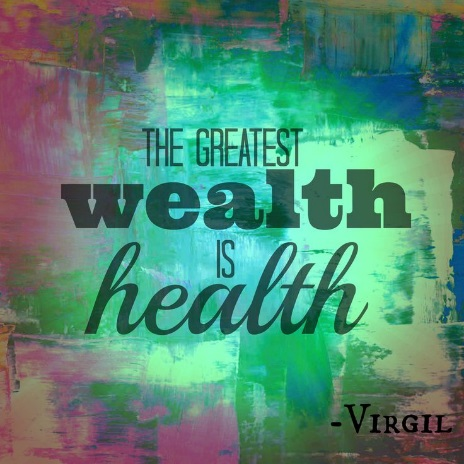 THE GREATEST
wealth
IS
health
-Virgil